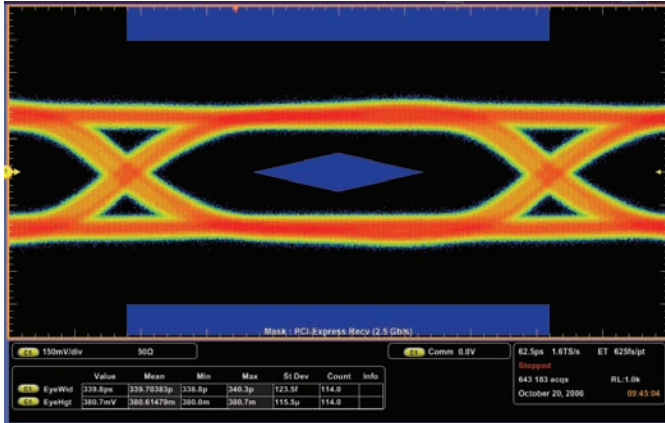 Mask : PCI-Express Recv (2.5 Gb/s)
C1 150mV/div 50Ω
C1 Comm 0.0V
62.5ps 1.6TS/s ET 625fs/pt
Stopped
643 183 acqs RL:1.0k
October 20, 2006 09:45:04
Value Mean Min Max St Dev Count Info
C1 EyeWid 339.8ps 339.70383p 338.8p 340.3p 123.5f 114.0
C1 EyeHgt 380.7mV 380.61479m 380.0m 380.7m 115.5µ 114.0